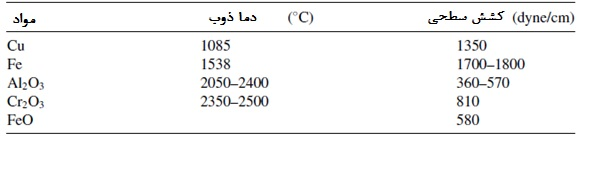 مواد دما ذوب (°C) کشش سطحی (dyne/cm)
Cu 1085 1350
Fe 1538 1700–1800
Al₂O₃ 2050–2400 360–570
Cr₂O₃ 2350–2500 810
FeO 580